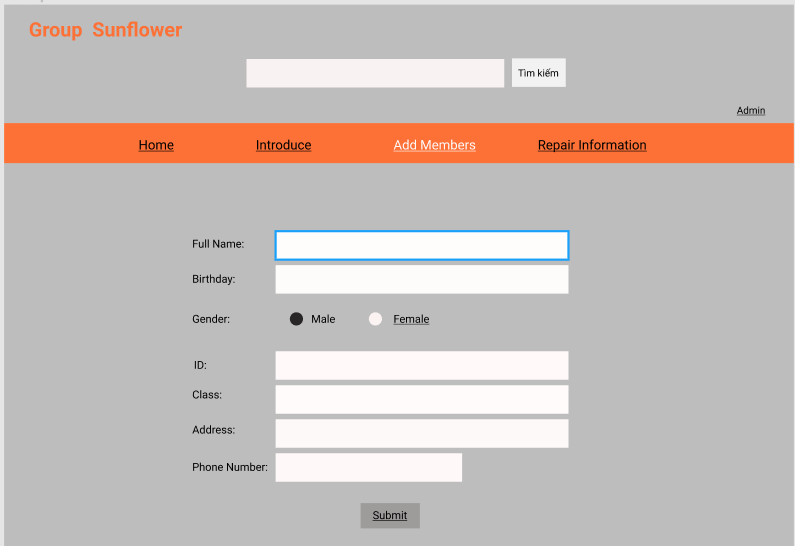 Group Sunflower
Tìm kiếm
Admin
Home Introduce Add Members Repair Information
Full Name:
Birthday:
Gender: Male Female
ID:
Class:
Address:
Phone Number:
Submit